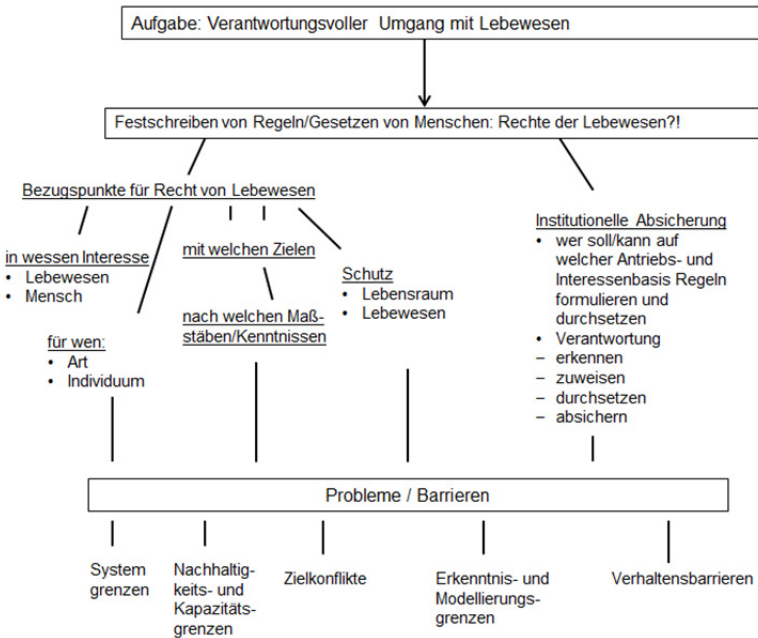 Aufgabe: Verantwortungsvoller Umgang mit Lebewesen
Festschreiben von Regeln/Gesetzen von Menschen: Rechte der Lebewesen?!
Bezugspunkte für Recht von Lebewesen
in wessen Interesse
• Lebewesen
• Mensch
für wen:
• Art
• Individuum
mit welchen Zielen
nach welchen Maß-
stäben/Kenntnissen
Schutz
• Lebensraum
• Lebewesen
Institutionelle Absicherung
• wer soll/kann auf
welcher Antriebs- und
Interessenbasis Regeln
formulieren und
durchsetzen
• Verantwortung
– erkennen
– zuweisen
– durchsetzen
– absichern
Probleme / Barrieren
System
grenzen
Nachhaltig-
keits- und
Kapazitäts-
grenzen
Zielkonflikte
Erkenntnis- und
Modellierungs-
grenzen
Verhaltensbarrieren